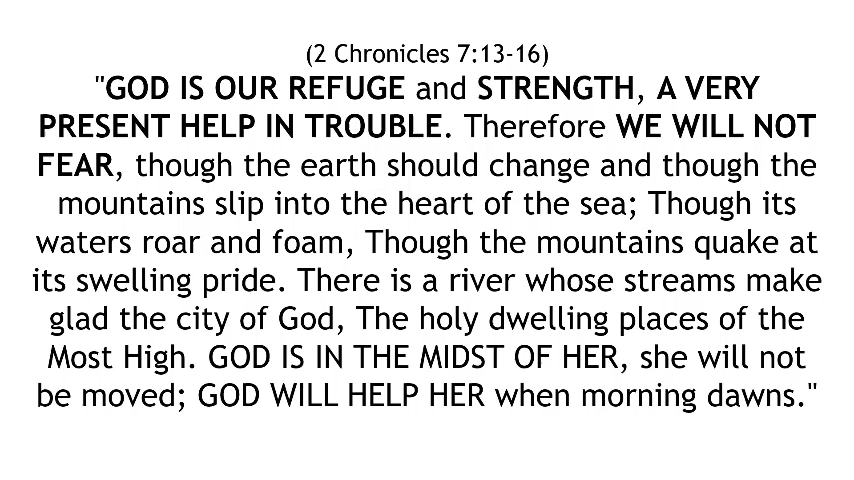 (2 Chronicles 7:13-16)
"GOD IS OUR REFUGE and STRENGTH, A VERY
PRESENT HELP IN TROUBLE. Therefore WE WILL NOT
FEAR, though the earth should change and though the
mountains slip into the heart of the sea; Though its
waters roar and foam, Though the mountains quake at
its swelling pride. There is a river whose streams make
glad the city of God, The holy dwelling places of the
Most High. GOD IS IN THE MIDST OF HER, she will not
be moved; GOD WILL HELP HER when morning dawns."